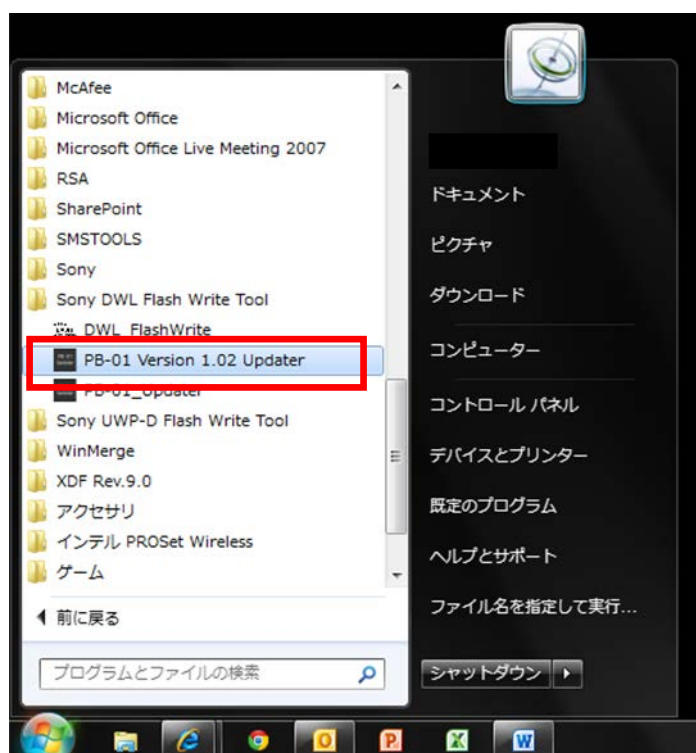 McAfee
Microsoft Office
Microsoft Office Live Meeting 2007
RSA
SharePoint
SMSTOOLS
Sony
Sony DWL Flash Write Tool
DWL_FlashWrite
PB-01 Version 1.02 Updater
PB-01_Updater
Sony UWP-D Flash Write Tool
WinMerge
XDF Rev.9.0
アクセサリ
インテル PROSet Wireless
ゲーム
前に戻る
プログラムとファイルの検索
ドキュメント
ピクチャ
ダウンロード
コンピューター
コントロール パネル
デバイスとプリンター
既定のプログラム
ヘルプとサポート
ファイル名を指定して実行...
シャットダウン